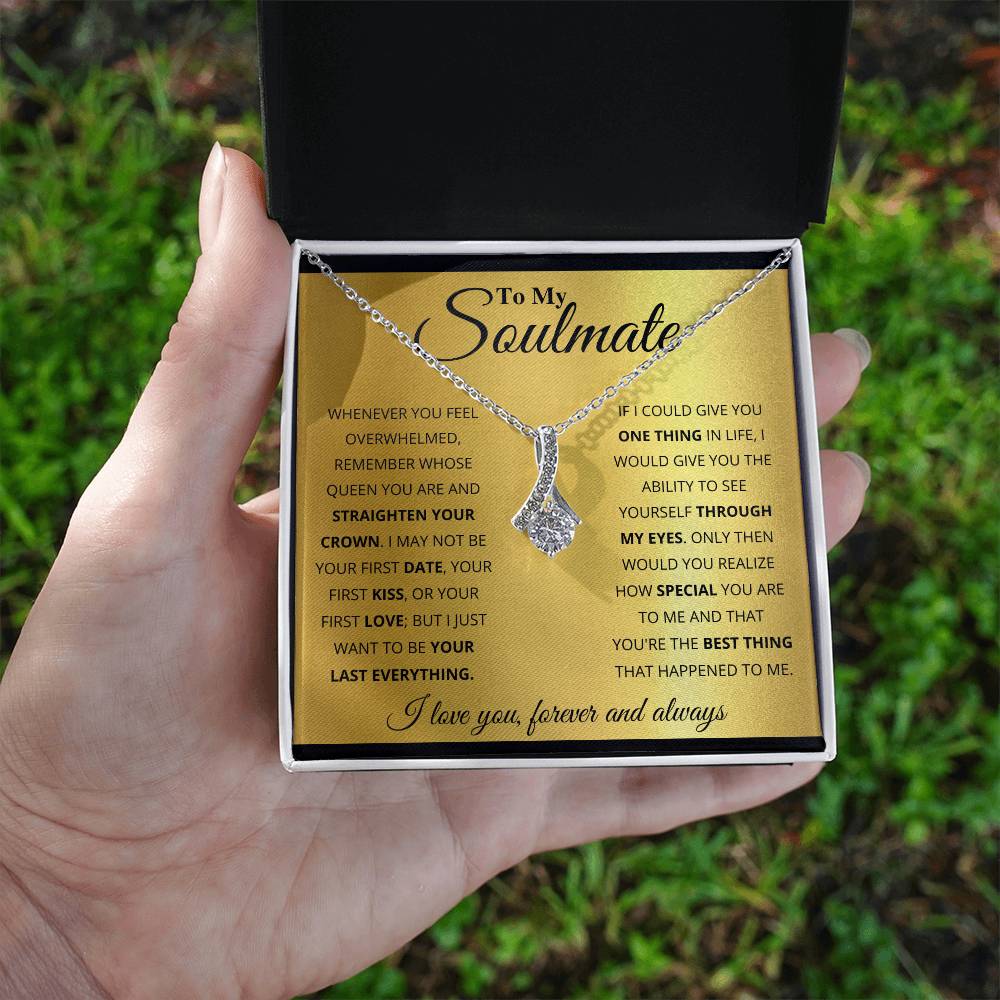 To My
Soulmate
WHENEVER YOU FEEL
OVERWHELMED,
REMEMBER WHOSE
QUEEN YOU ARE AND
STRAIGHTEN YOUR
CROWN. I MAY NOT BE
YOUR FIRST DATE, YOUR
FIRST KISS, OR YOUR
FIRST LOVE; BUT I JUST
WANT TO BE YOUR
LAST EVERYTHING.
IF I COULD GIVE YOU
ONE THING IN LIFE, I
WOULD GIVE YOU THE
ABILITY TO SEE
YOURSELF THROUGH
MY EYES. ONLY THEN
WOULD YOU REALIZE
HOW SPECIAL YOU ARE
TO ME AND THAT
YOU'RE THE BEST THING
THAT HAPPENED TO ME.
I love you, forever and always